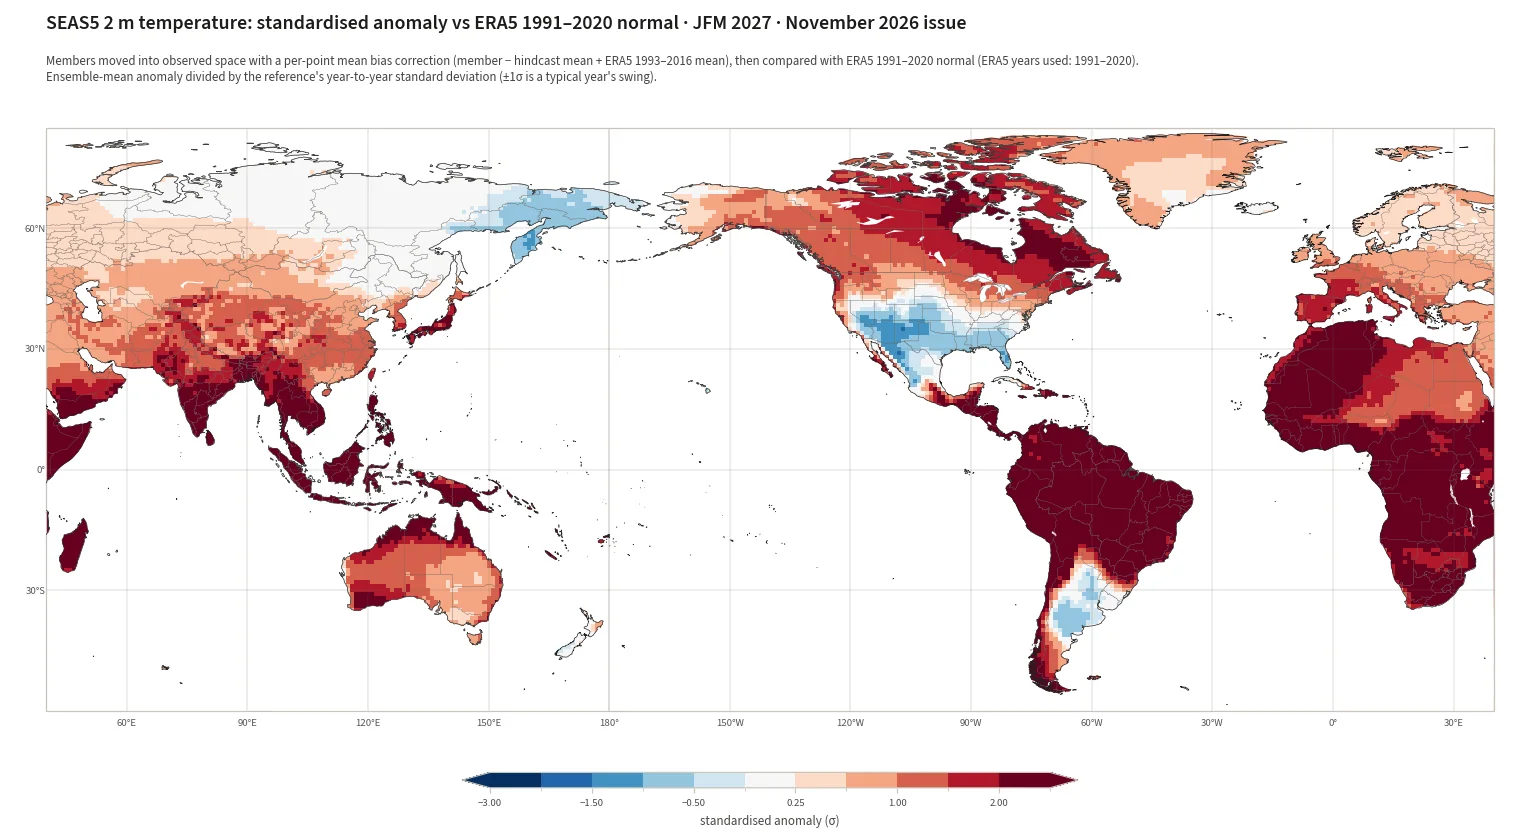 SEAS5 2 m temperature: standardised anomaly vs ERA5 1991–2020 normal · JFM 2027 · November 2026 issue
Members moved into observed space with a per-point mean bias correction (member − hindcast mean + ERA5 1993–2016 mean), then compared with ERA5 1991–2020 normal (ERA5 years used: 1991–2020).
Ensemble-mean anomaly divided by the reference's year-to-year standard deviation (±1σ is a typical year's swing).
60°N
30°N
0°
30°S
60°E 90°E 120°E 150°E 180° 150°W 120°W 90°W 60°W 30°W 0° 30°E
−3.00 −1.50 −0.50 0.25 1.00 2.00
standardised anomaly (σ)